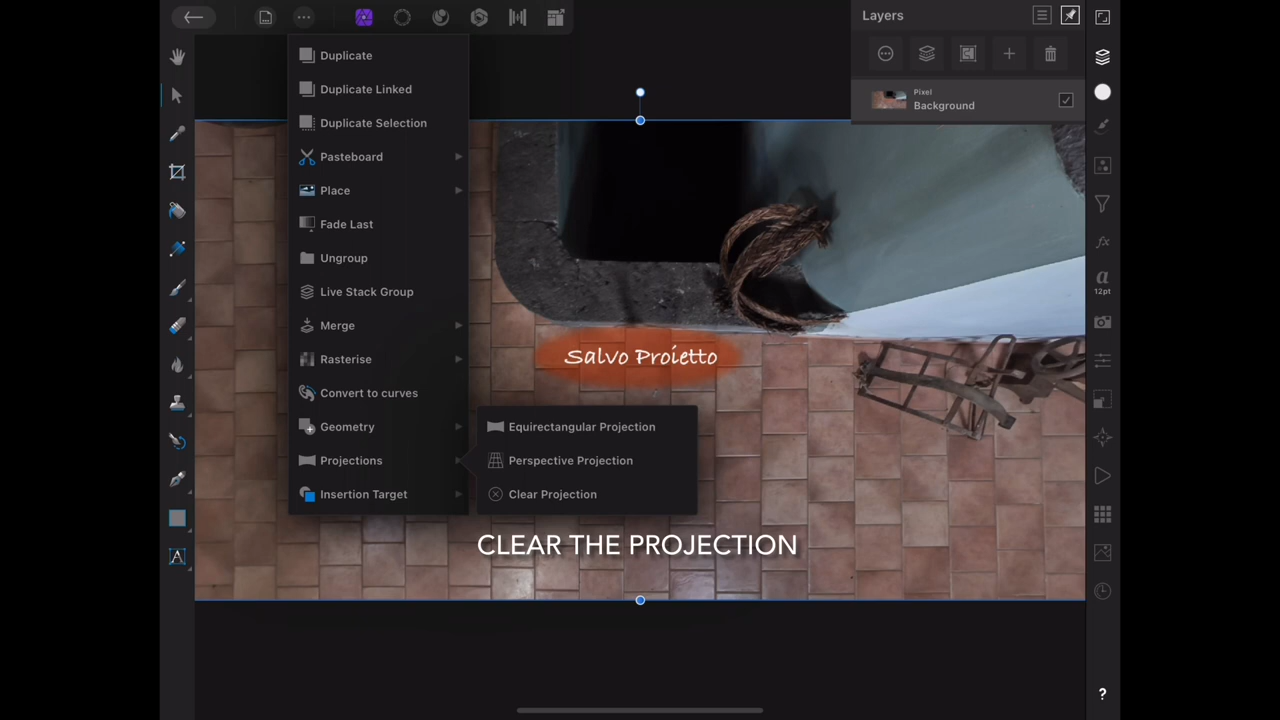 Layers
Pixel
Background
Duplicate
Duplicate Linked
Duplicate Selection
Pasteboard
Place
Fade Last
Ungroup
Live Stack Group
Merge
Rasterise
Convert to curves
Geometry
Projections
Insertion Target
Equirectangular Projection
Perspective Projection
Clear Projection
Salvo Proietto
CLEAR THE PROJECTION
A
a
12pt
fx
?